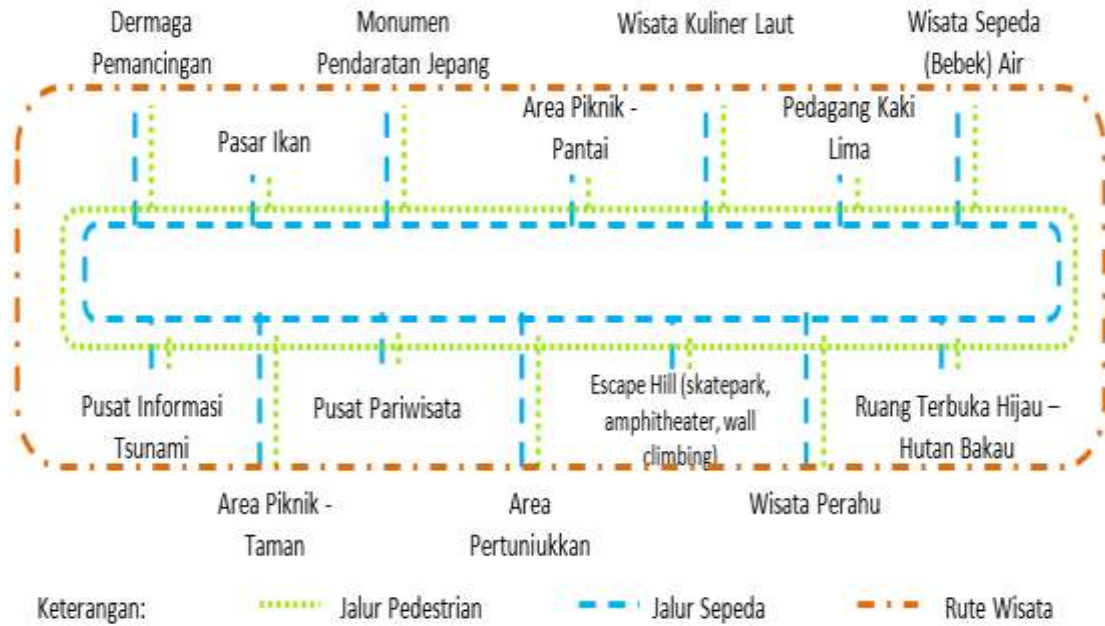 Dermaga
Pemancingan
Monumen
Pendaratan Jepang
Wisata Kuliner Laut
Wisata Sepeda
(Bebek) Air
Pasar Ikan
Area Piknik -
Pantai
Pedagang Kaki
Lima
Pusat Informasi
Tsunami
Pusat Pariwisata
Escape Hill (skatepark,
amphitheater, wall
climbing)
Ruang Terbuka Hijau –
Hutan Bakau
Area Piknik -
Taman
Area
Pertuniukkan
Wisata Perahu
Keterangan:
Jalur Pedestrian
Jalur Sepeda
Rute Wisata